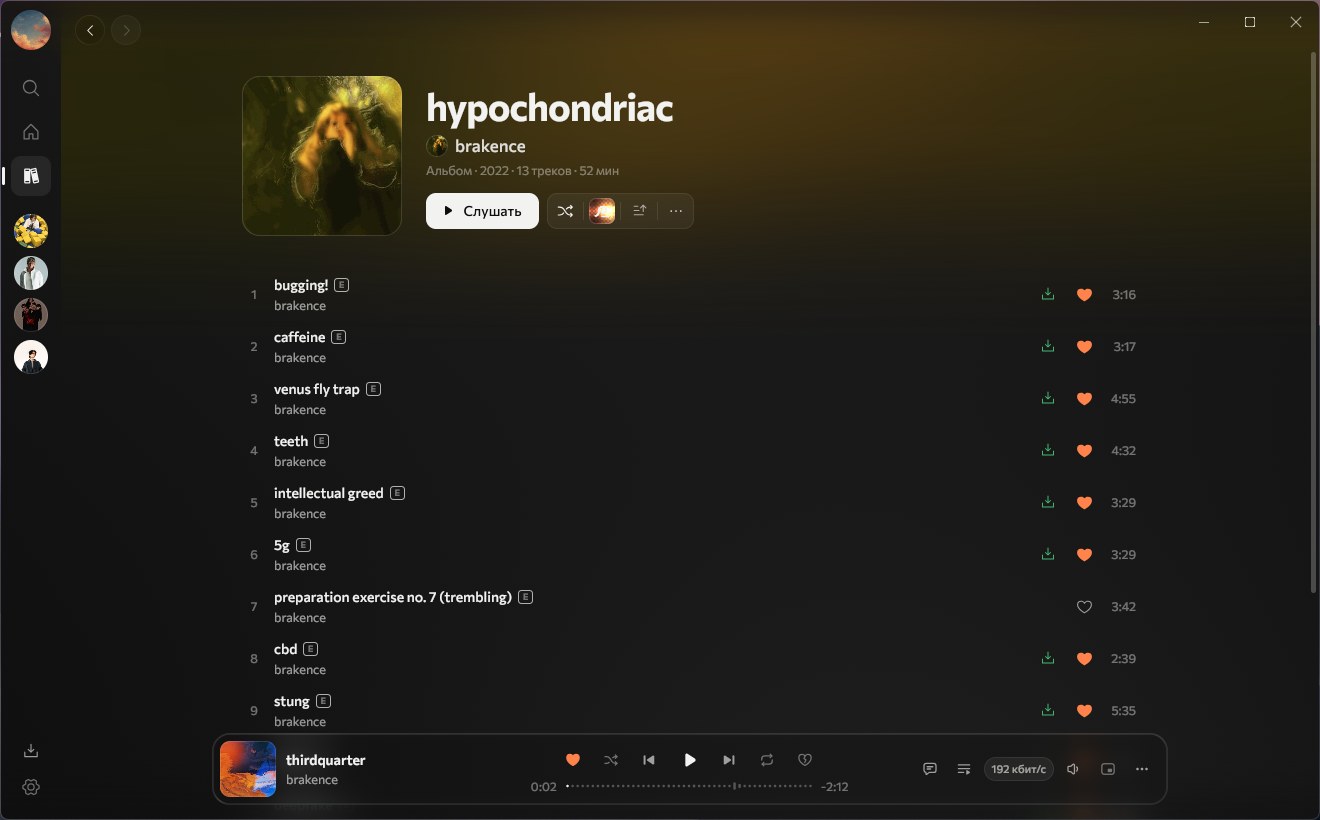 hypochondriac
brakence
Альбом · 2022 · 13 треков · 52 мин
Слушать
1 bugging! E 3:16
brakence
2 caffeine E 3:17
brakence
3 venus fly trap E 4:55
brakence
4 teeth E 4:32
brakence
5 intellectual greed E 3:29
brakence
6 5g E 3:29
brakence
7 preparation exercise no. 7 (trembling) E 3:42
brakence
8 cbd E 2:39
brakence
9 stung E 5:35
brakence
thirdquarter
brakence
0:02 -2:12
192 кбит/с